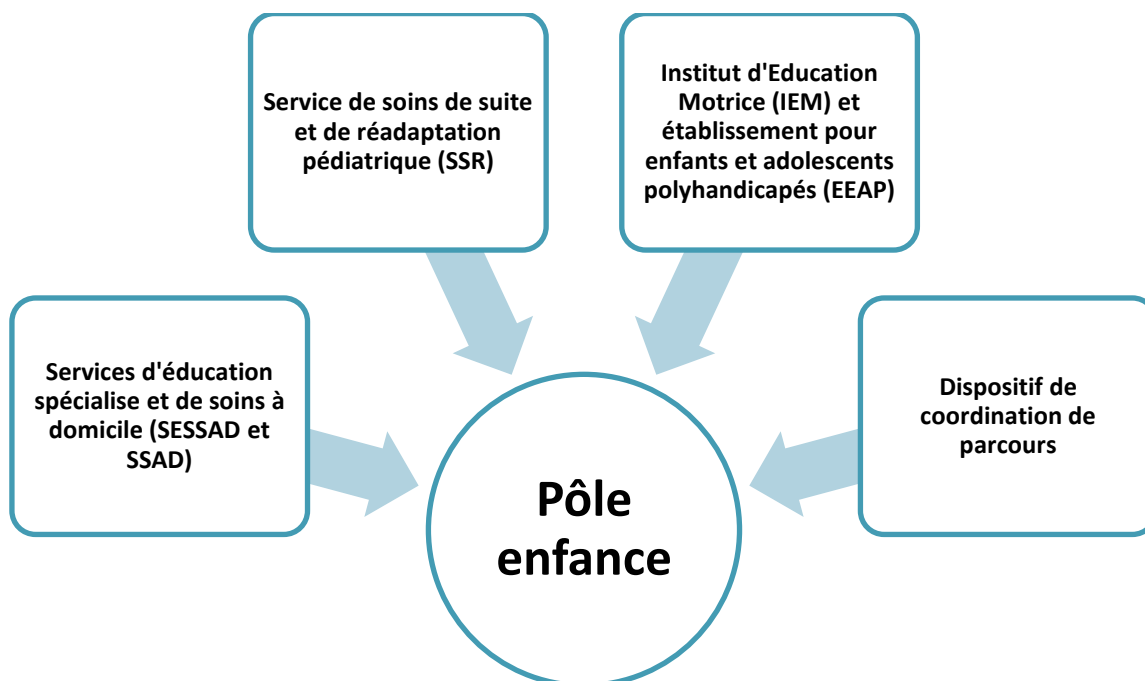 Services d'éducation
spécialise et de soins à
domicile (SESSAD et
SSAD)
Service de soins de suite
et de réadaptation
pédiatrique (SSR)
Institut d'Education
Motrice (IEM) et
établissement pour
enfants et adolescents
polyhandicapés (EEAP)
Dispositif de
coordination de
parcours
Pôle
enfance